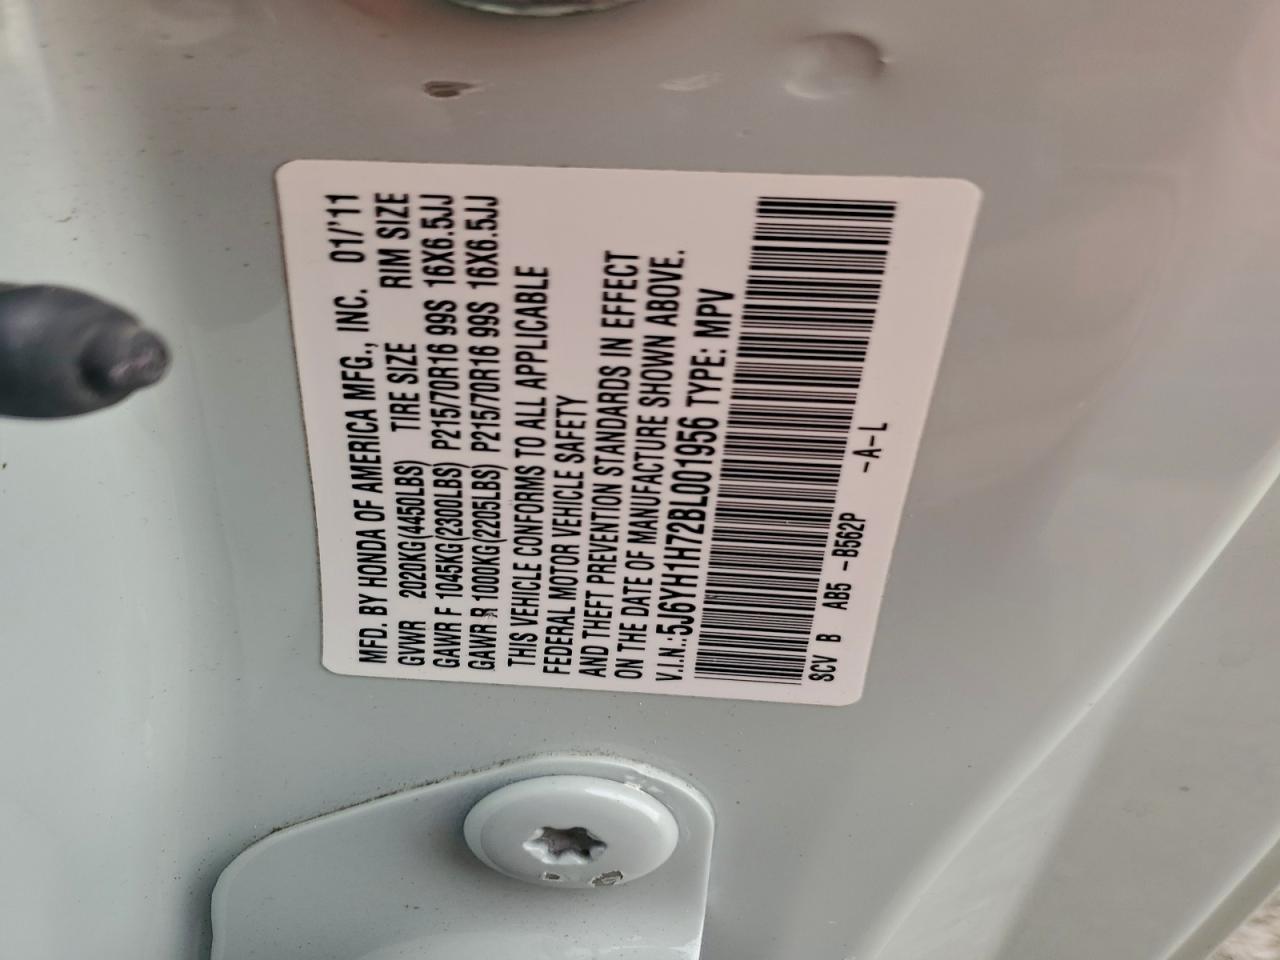 MFD. BY HONDA OF AMERICA MFG., INC. 01/'11
GVWR 2020KG(4450LBS) TIRE SIZE RIM SIZE
GAWR F 1045KG(2300LBS) P215/70R16 99S 16X6.5JJ
GAWR R 1000KG(2205LBS) P215/70R16 99S 16X6.5JJ
THIS VEHICLE CONFORMS TO ALL APPLICABLE
FEDERAL MOTOR VEHICLE SAFETY
AND THEFT PREVENTION STANDARDS IN EFFECT
ON THE DATE OF MANUFACTURE SHOWN ABOVE.
V.I.N.:5J6YH1H72BL001956 TYPE: MPV
SCV B AB5 -B562P -A-L